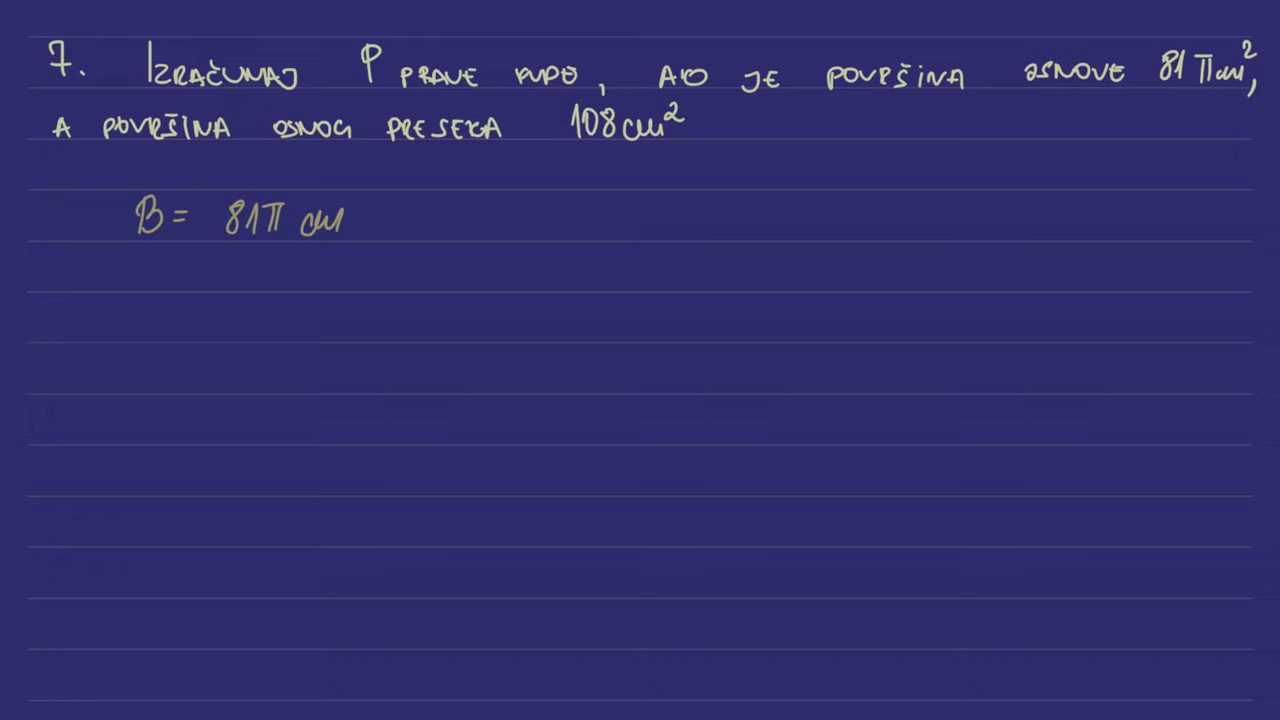 7. IZRAČUNAJ P PRAVE KUPE, AKO JE POVRŠINA OSNOVE 81 π cm²,
A POVRŠINA OSNOG PRESEKA 108 cm²
B = 81π cm